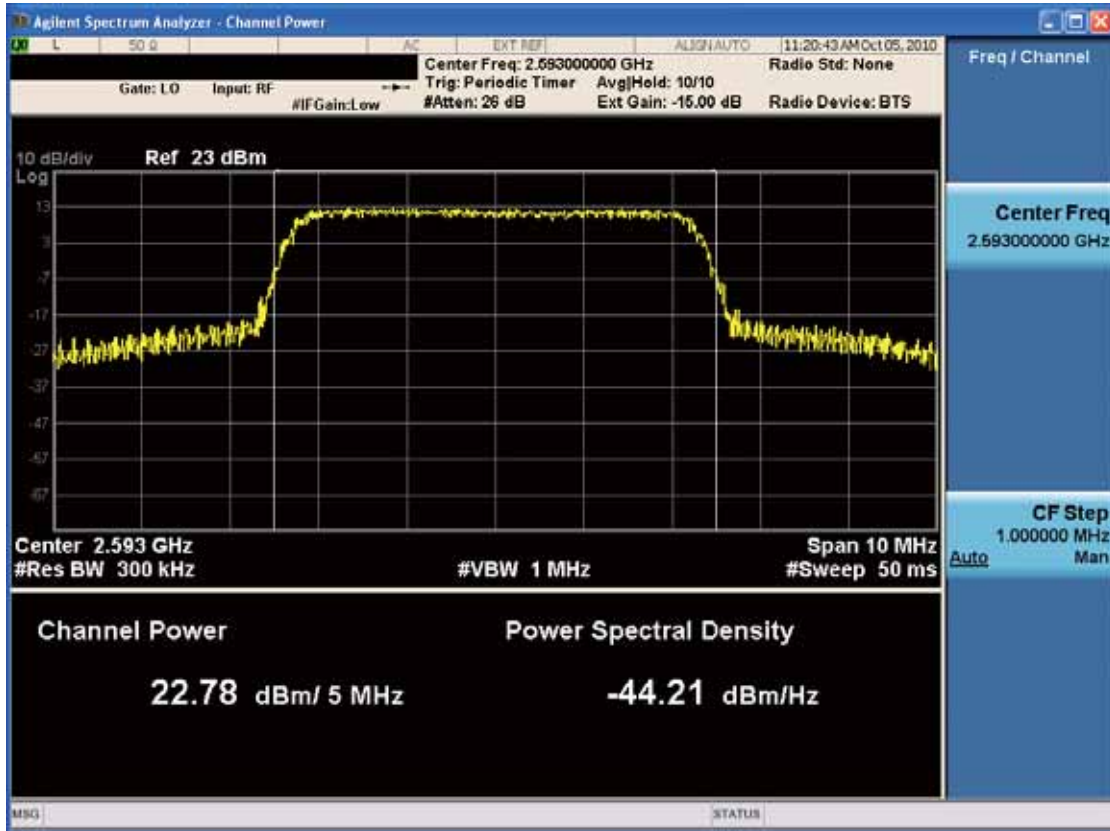 Agilent Spectrum Analyzer - Channel Power
L 50 Ω AC EXT REF ALIGN AUTO 11:20:43 AM Oct 05, 2010
Center Freq: 2.593000000 GHz Radio Std: None
Gate: LO Input: RF Trig: Periodic Timer Avg|Hold: 10/10
#IFGain:Low #Atten: 26 dB Ext Gain: -15.00 dB Radio Device: BTS
10 dB/div Ref 23 dBm
Log
13
3
-7
-17
-27
-37
-47
-57
-67
Center 2.593 GHz Span 10 MHz
#Res BW 300 kHz #VBW 1 MHz #Sweep 50 ms
Channel Power Power Spectral Density
22.78 dBm/ 5 MHz -44.21 dBm/Hz
MSG STATUS
Freq / Channel
Center Freq
2.593000000 GHz
CF Step
1.000000 MHz
Auto Man